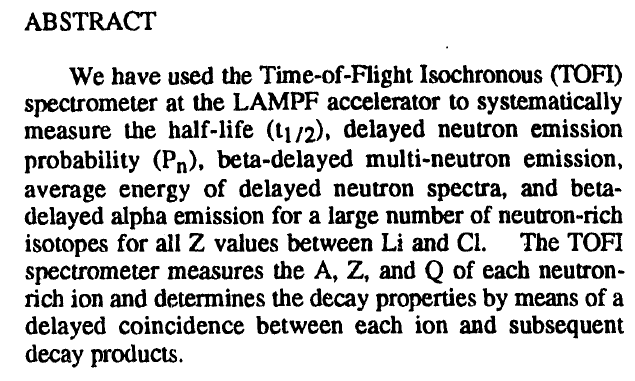 ABSTRACT
We have used the Time-of-Flight Isochronous (TOFI)
spectrometer at the LAMPF accelerator to systematically
measure the half-life (t1/2), delayed neutron emission
probability (Pn), beta-delayed multi-neutron emission,
average energy of delayed neutron spectra, and beta-
delayed alpha emission for a large number of neutron-rich
isotopes for all Z values between Li and Cl. The TOFI
spectrometer measures the A, Z, and Q of each neutron-
rich ion and determines the decay properties by means of a
delayed coincidence between each ion and subsequent
decay products.